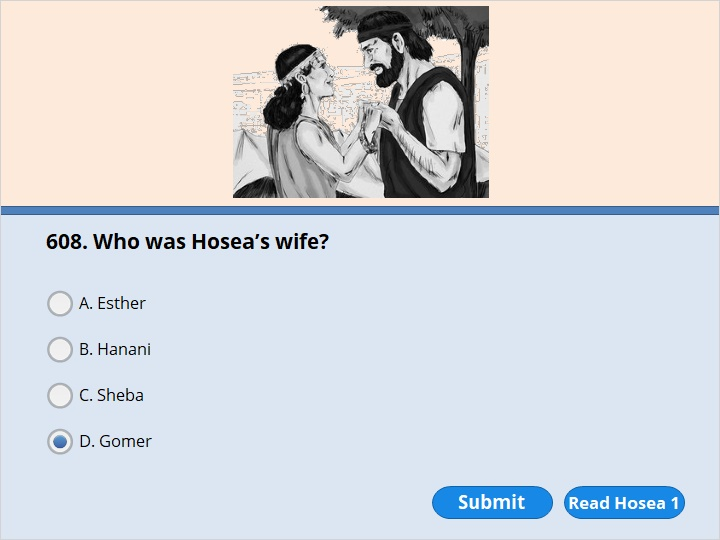 608. Who was Hosea’s wife?
A. Esther
B. Hanani
C. Sheba
D. Gomer
Submit
Read Hosea 1